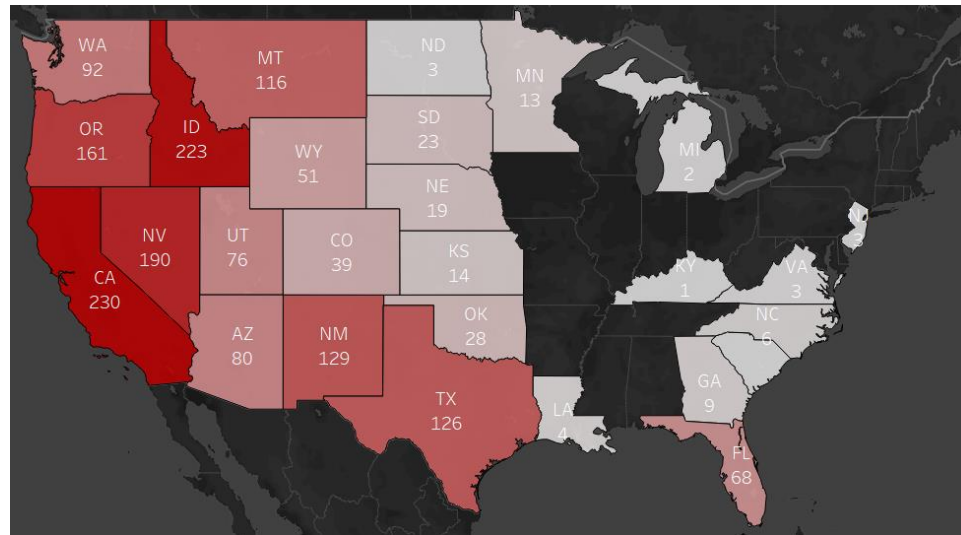 WA
92
MT
116
ND
3
MN
13
OR
161
ID
223
SD
23
WY
51
MI
2
NE
19
NV
190
UT
76
CO
39
KS
14
CA
230
KY
1
VA
3
N
3
AZ
80
NM
129
OK
28
NC
6
TX
126
GA
9
LA
4
FL
68